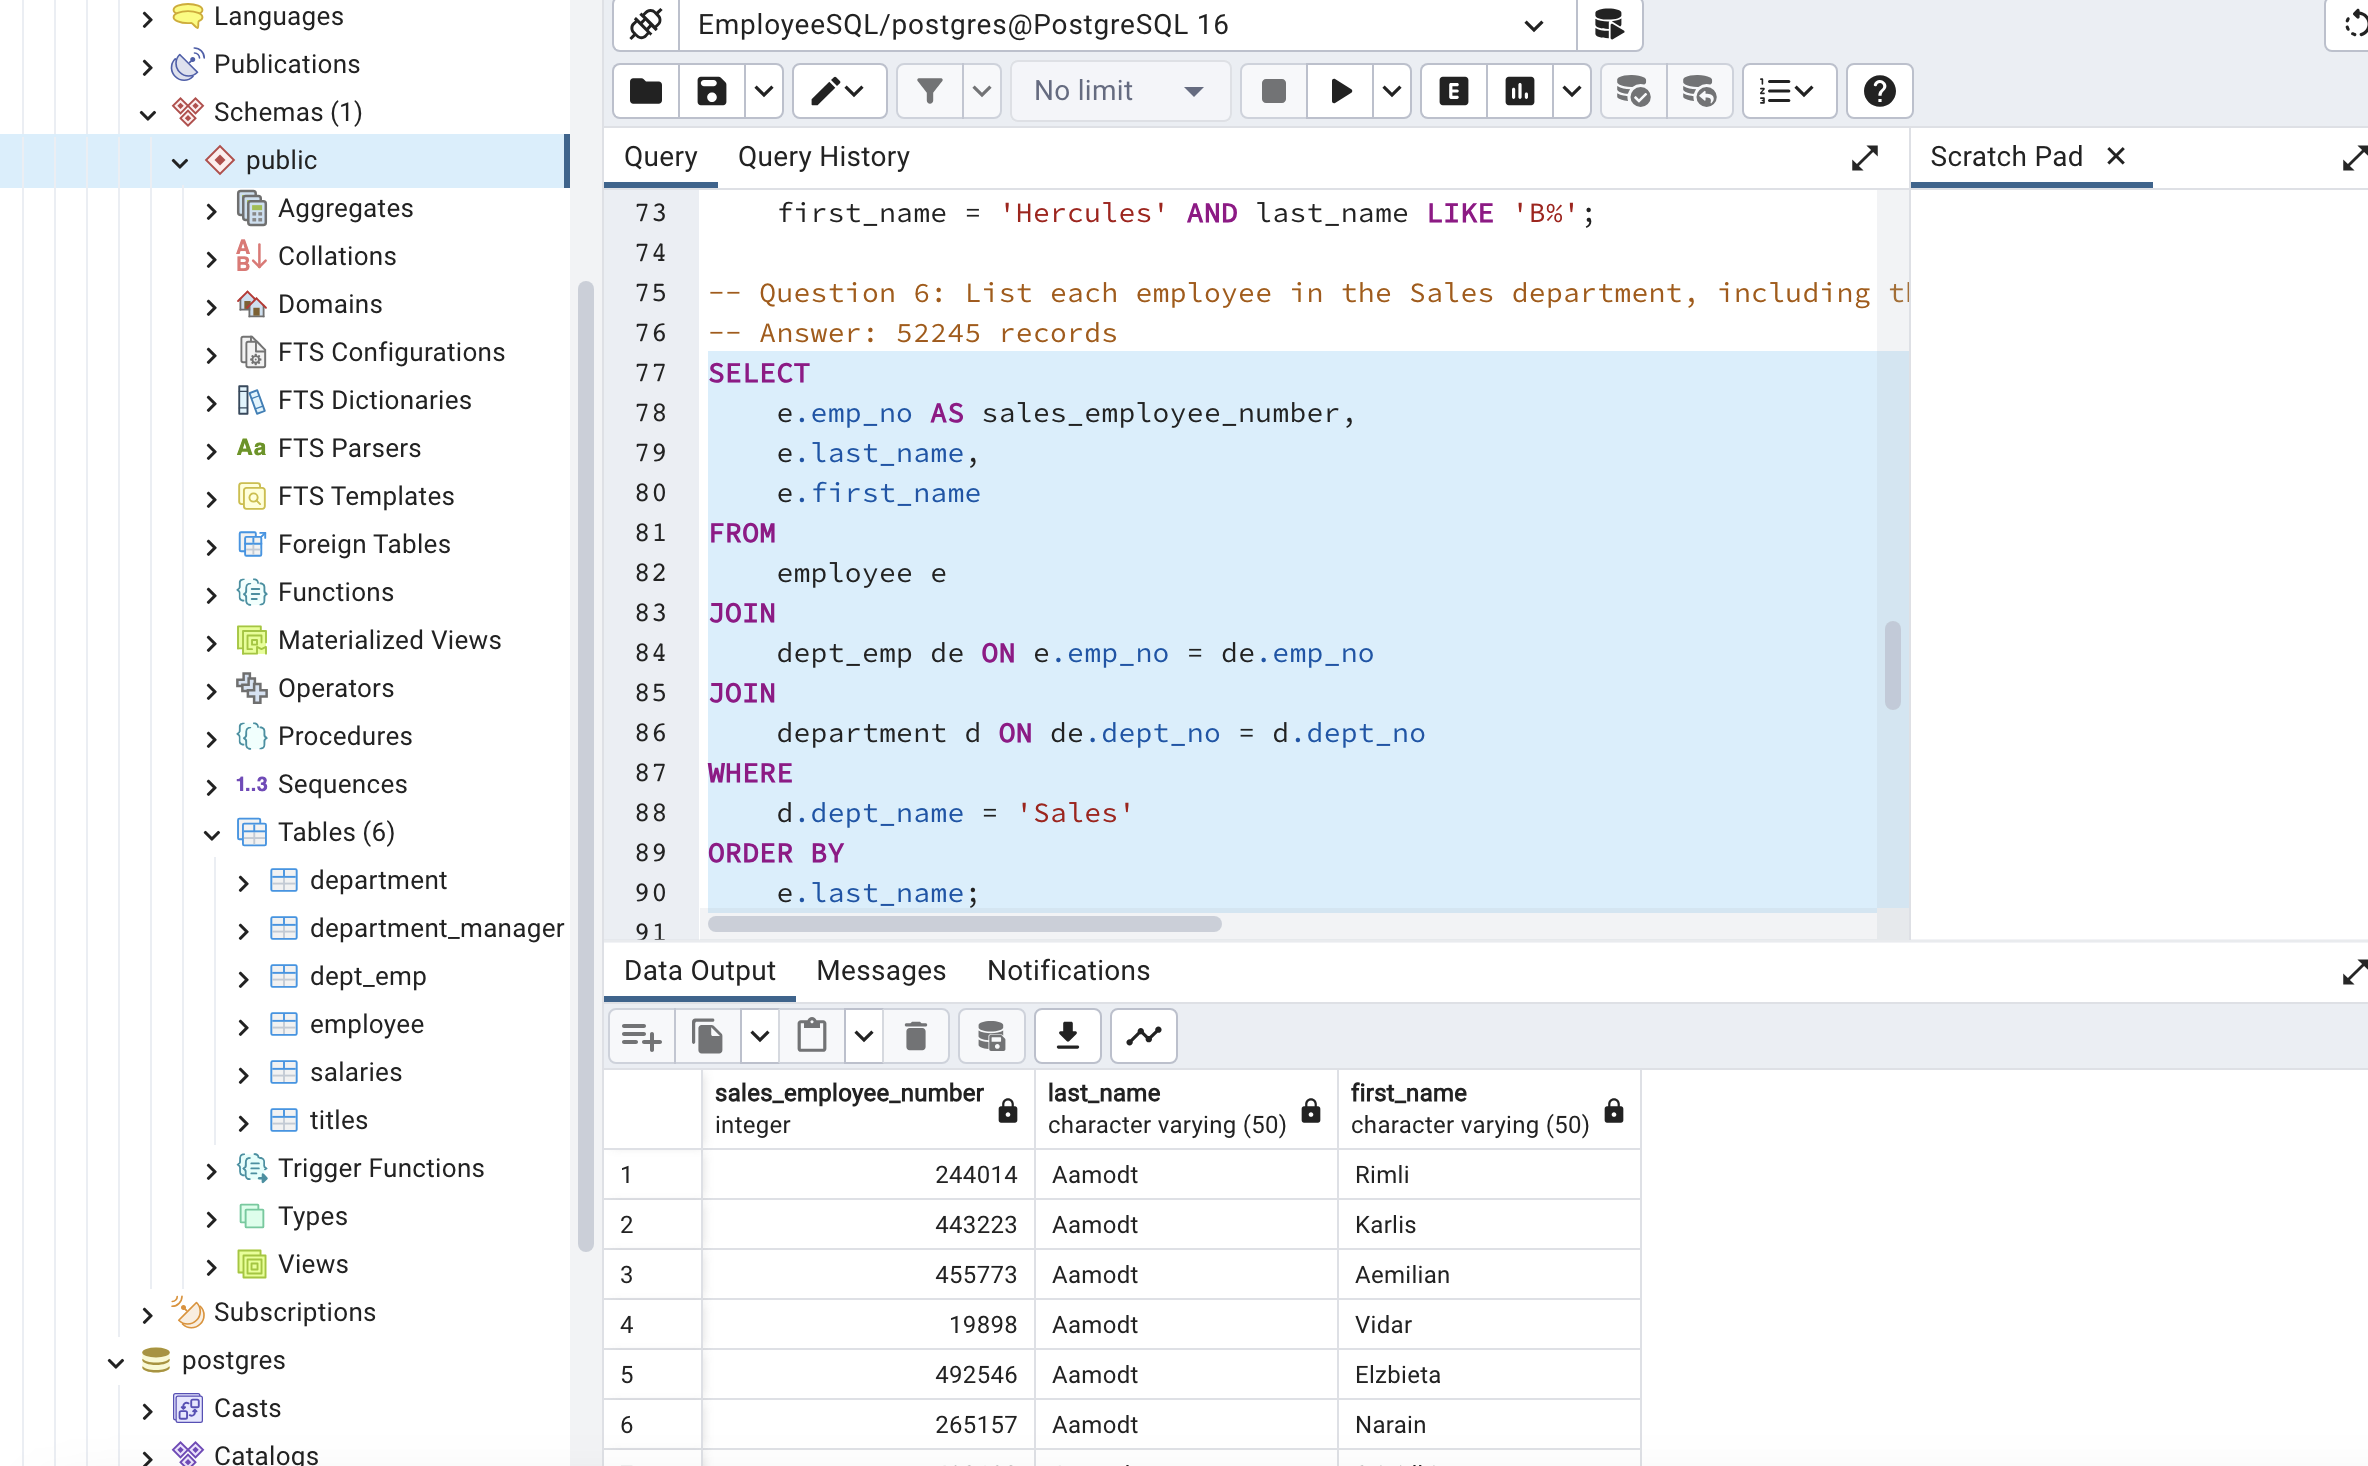 Languages
Publications
Schemas (1)
public
Aggregates
Collations
Domains
FTS Configurations
FTS Dictionaries
Aa FTS Parsers
FTS Templates
Foreign Tables
Functions
Materialized Views
Operators
Procedures
1..3 Sequences
Tables (6)
department
department_manager
dept_emp
employee
salaries
titles
Trigger Functions
Types
Views
Subscriptions
postgres
Casts
Catalogs
EmployeeSQL/postgres@PostgreSQL 16
No limit
E
Query Query History
Scratch Pad
73 first_name = 'Hercules' AND last_name LIKE 'B%';
74
75 -- Question 6: List each employee in the Sales department, including
76 -- Answer: 52245 records
77 SELECT
78 e.emp_no AS sales_employee_number,
79 e.last_name,
80 e.first_name
81 FROM
82 employee e
83 JOIN
84 dept_emp de ON e.emp_no = de.emp_no
85 JOIN
86 department d ON de.dept_no = d.dept_no
87 WHERE
88 d.dept_name = 'Sales'
89 ORDER BY
90 e.last_name;
91
Data Output Messages Notifications
sales_employee_number last_name first_name
integer character varying (50) character varying (50)
1 244014 Aamodt Rimli
2 443223 Aamodt Karlis
3 455773 Aamodt Aemilian
4 19898 Aamodt Vidar
5 492546 Aamodt Elzbieta
6 265157 Aamodt Narain